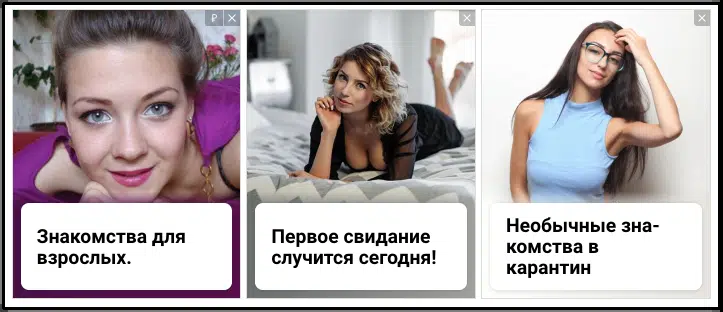 Знакомства для
взрослых.
Первое свидание
случится сегодня!
Необычные зна-
комства в
карантин